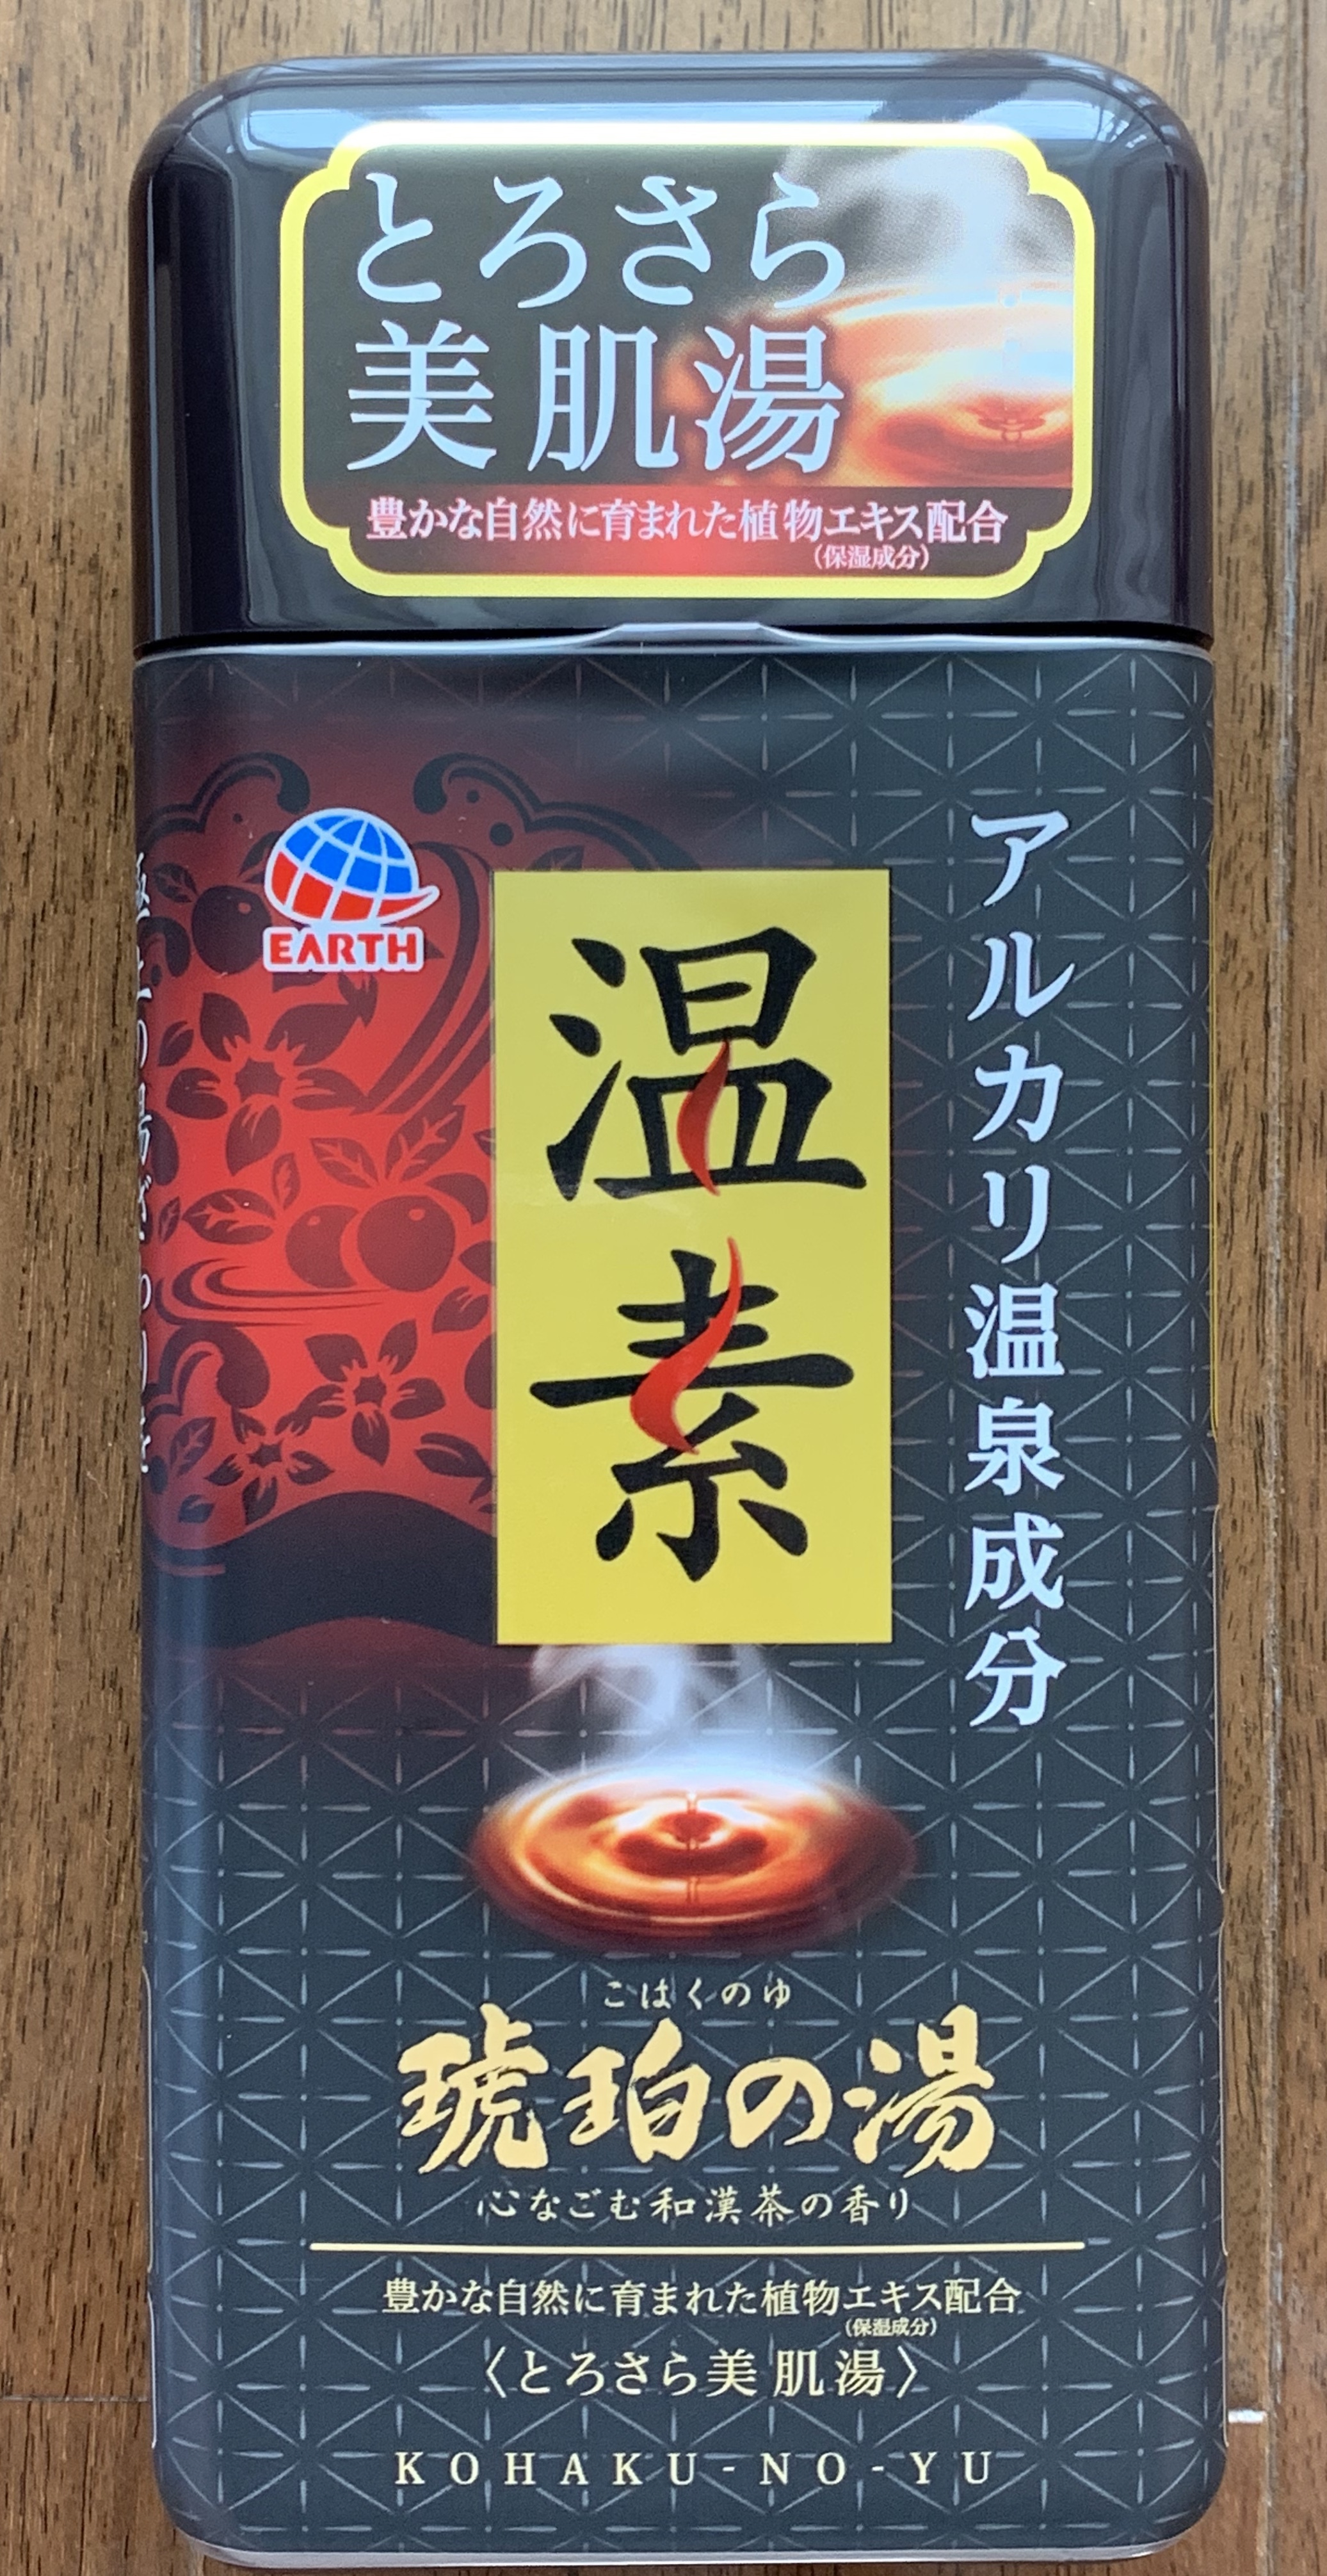 とろさら
美肌湯
豊かな自然に育まれた植物エキス配合
(保湿成分)
EARTH
アルカリ温泉成分
温素
こはくのゆ
琥珀の湯
心なごむ和漢茶の香り
豊かな自然に育まれた植物エキス配合
(保湿成分)
〈とろさら美肌湯〉
KOHAKU-NO-YU